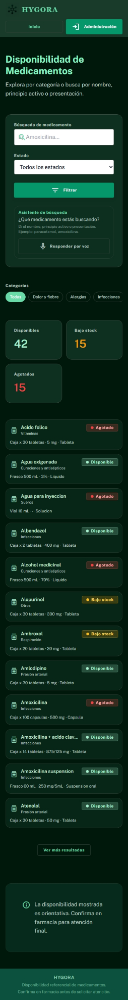 HYGORA
Inicio
Administración
Disponibilidad de
Medicamentos
Explora por categoría o busca por nombre,
principio activo o presentación.
Búsqueda de medicamento
Amoxicilina...
Estado
Todos los estados
Filtrar
Asistente de búsqueda
¿Qué medicamento estás buscando?
Di el nombre, principio activo o presentación.
Ejemplo: paracetamol, amoxicilina.
Responder por voz
Categorías
Todas
Dolor y fiebre
Alergias
Infecciones
Disponibles
42
Bajo stock
15
Agotados
15
Acido folico
Agotado
Vitaminas
Caja x 30 tabletas · 5 mg · Tableta
Agua oxigenada
Disponible
Curaciones y antisépticos
Frasco 500 mL · 3% · Liquido
Agua para inyeccion
Agotado
Sueros
Vial 10 mL · - · Solucion
Albendazol
Disponible
Infecciones
Caja x 2 tabletas · 400 mg · Tableta
Alcohol medicinal
Agotado
Curaciones y antisépticos
Frasco 500 mL · 70% · Liquido
Alopurinol
Bajo stock
Otros
Caja x 30 tabletas · 300 mg · Tableta
Ambroxol
Bajo stock
Respiración
Caja x 20 tabletas · 30 mg · Tableta
Amlodipino
Disponible
Presión arterial
Caja x 30 tabletas · 5 mg · Tableta
Amoxicilina
Agotado
Infecciones
Caja x 100 capsulas · 500 mg · Capsula
Amoxicilina + acido clav...
Disponible
Infecciones
Caja x 14 tabletas · 875/125 mg · Tableta
Amoxicilina suspension
Disponible
Infecciones
Frasco 60 mL · 250 mg/5mL · Suspension oral
Atenolol
Disponible
Presión arterial
Caja x 30 tabletas · 50 mg · Tableta
Ver más resultados
La disponibilidad mostrada
es orientativa. Confirma en
farmacia para atención
final.
HYGORA
Disponibilidad referencial de medicamentos.
Confirma en farmacia antes de solicitar atención.